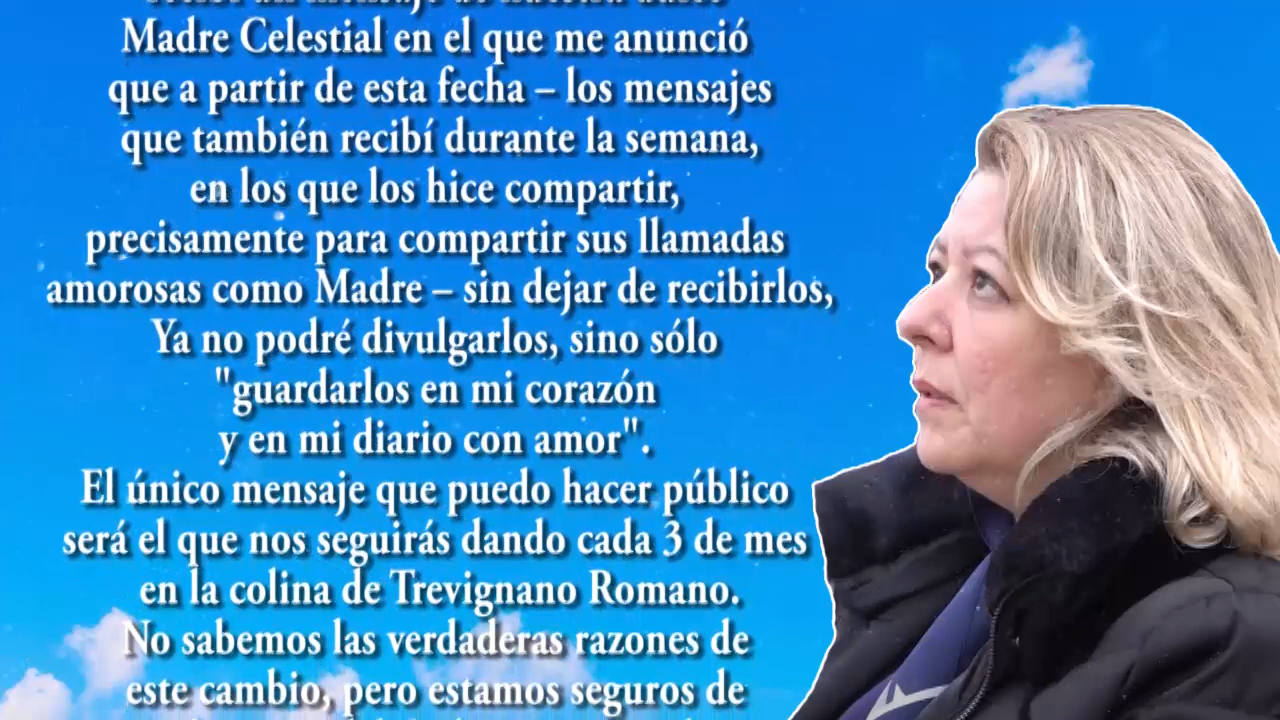 Madre Celestial en el que me anunció
que a partir de esta fecha – los mensajes
que también recibí durante la semana,
en los que los hice compartir,
precisamente para compartir sus llamadas
amorosas como Madre – sin dejar de recibirlos,
Ya no podré divulgarlos, sino sólo
"guardarlos en mi corazón
y en mi diario con amor".
El único mensaje que puedo hacer público
será el que nos seguirás dando cada 3 de mes
en la colina de Trevignano Romano.
No sabemos las verdaderas razones de
este cambio, pero estamos seguros de